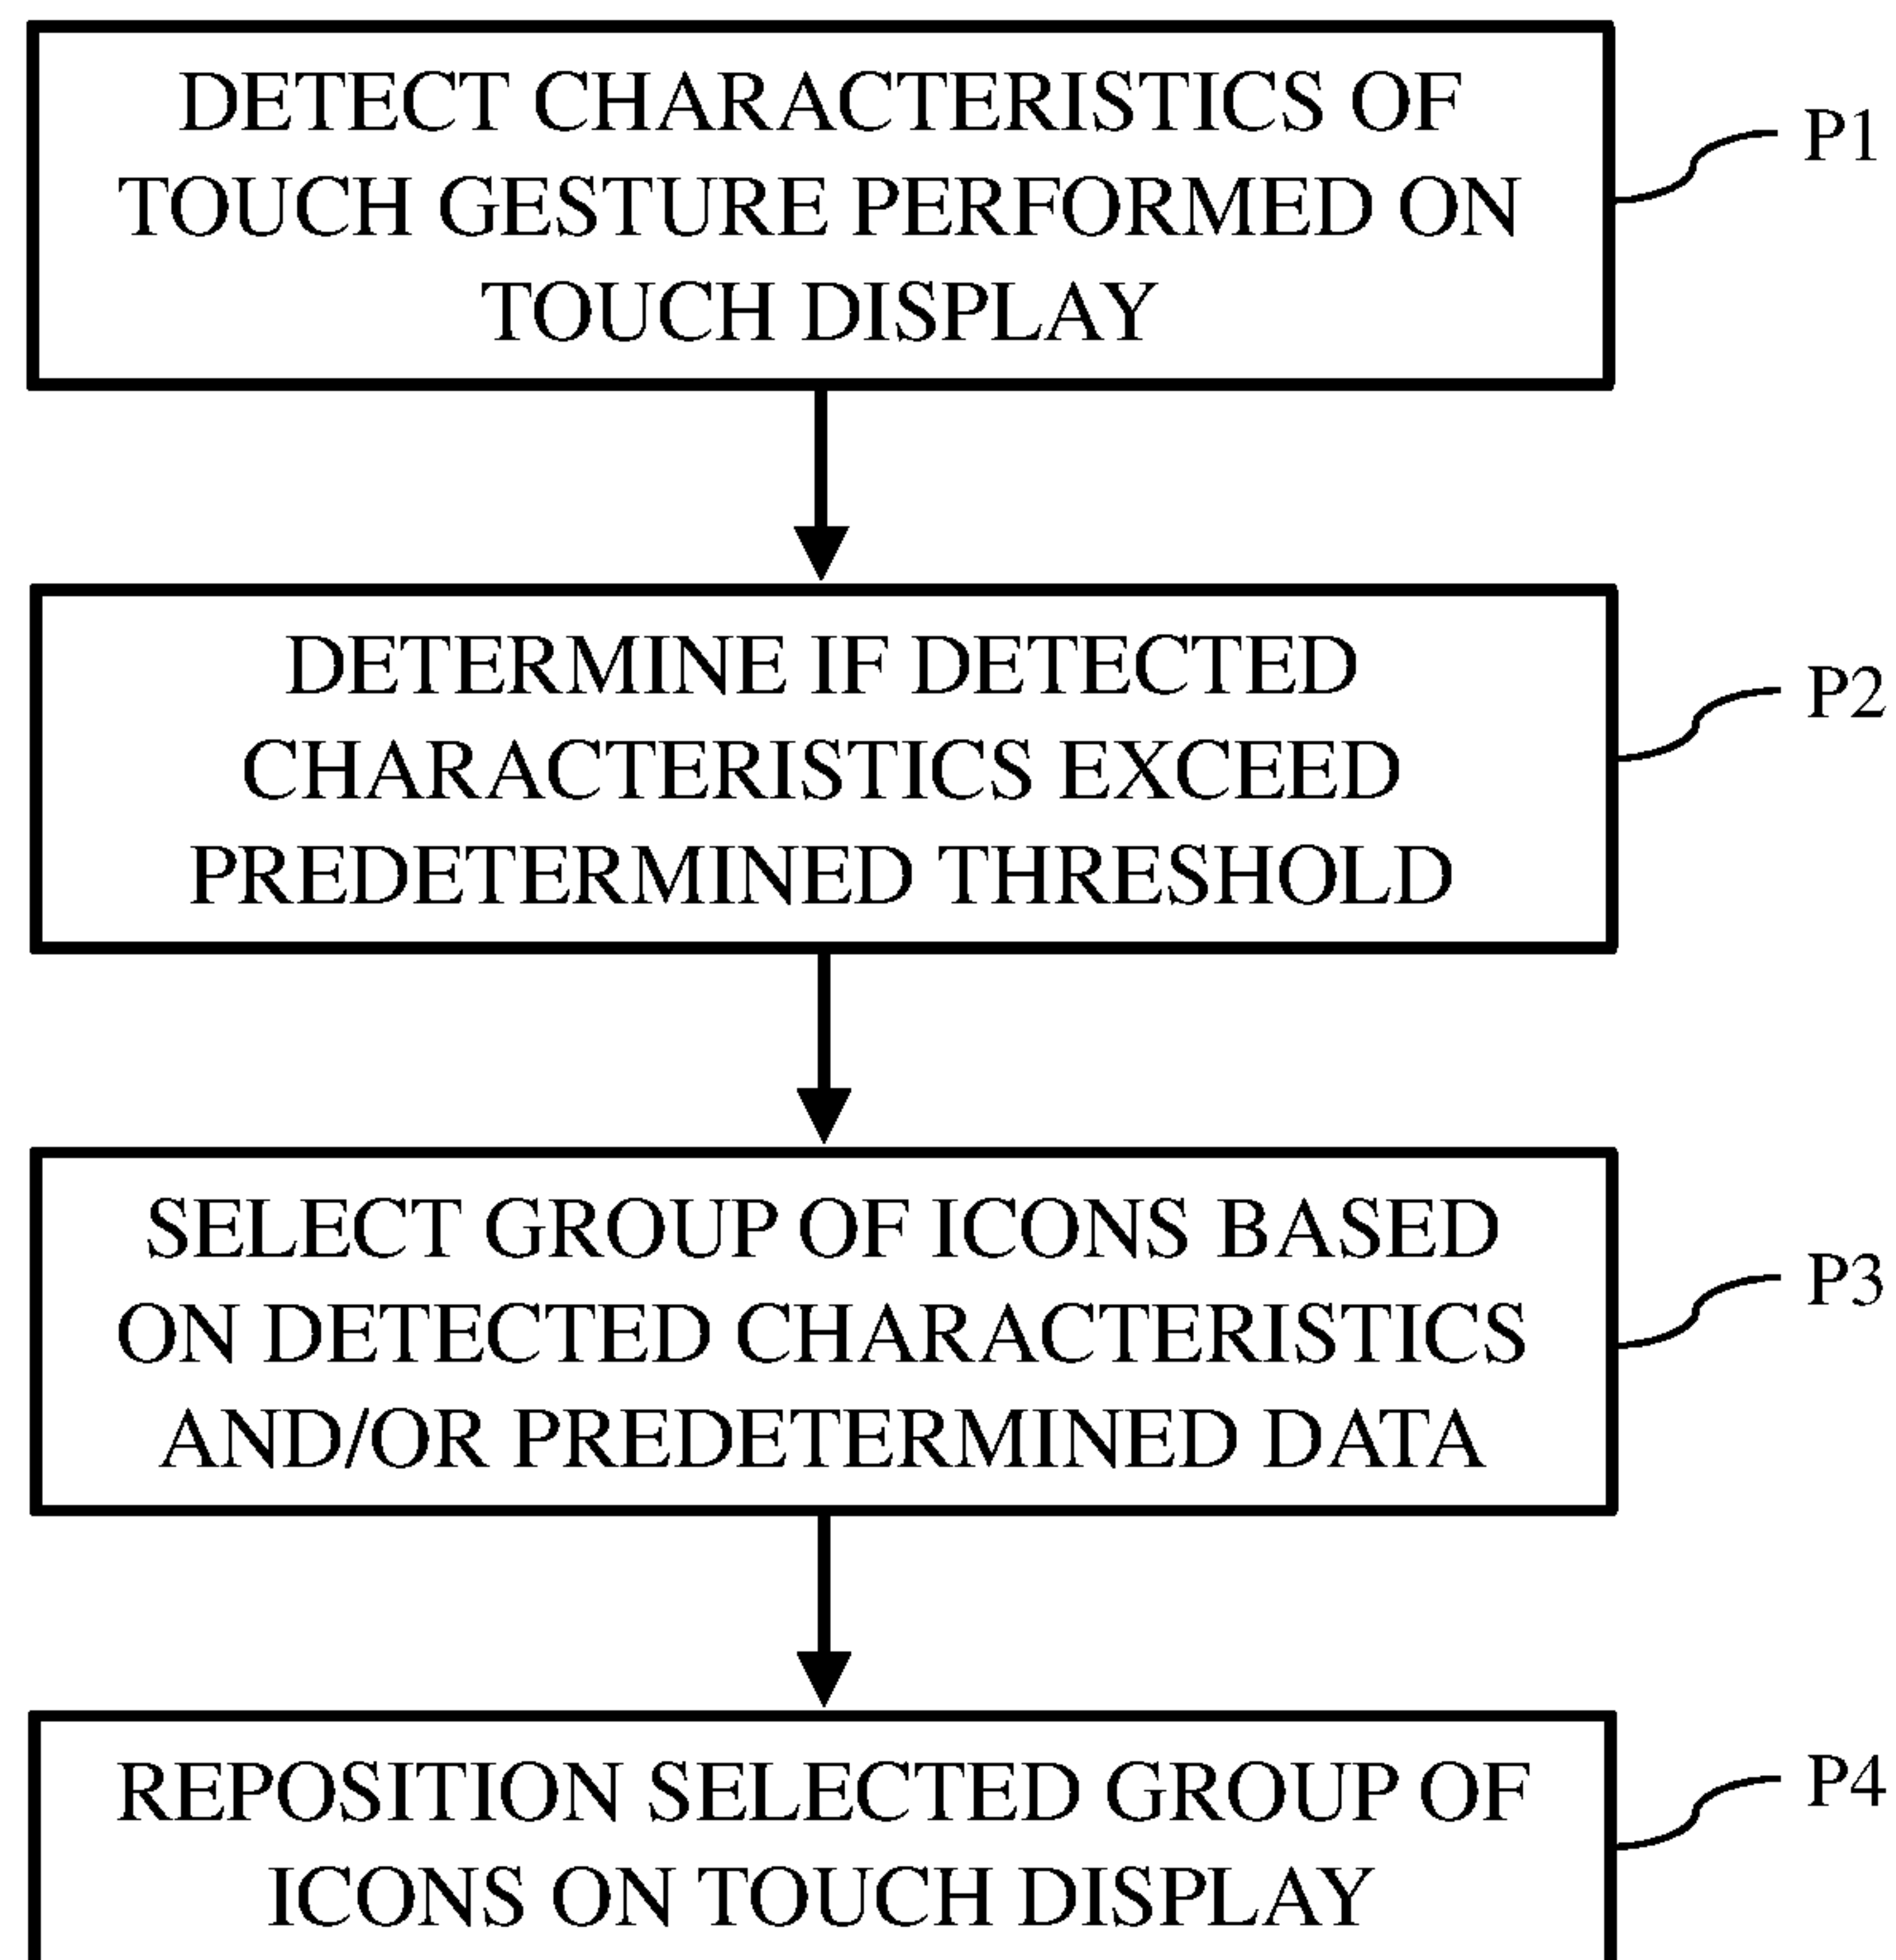 DETECT CHARACTERISTICS OF
TOUCH GESTURE PERFORMED ON
TOUCH DISPLAY
P1
DETERMINE IF DETECTED
CHARACTERISTICS EXCEED
PREDETERMINED THRESHOLD
P2
SELECT GROUP OF ICONS BASED
ON DETECTED CHARACTERISTICS
AND/OR PREDETERMINED DATA
P3
REPOSITION SELECTED GROUP OF
ICONS ON TOUCH DISPLAY
P4